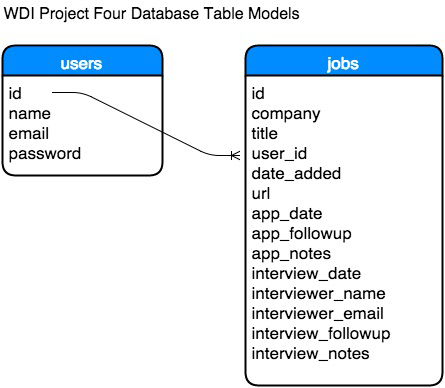 WDI Project Four Database Table Models
users
id
name
email
password
jobs
id
company
title
user_id
date_added
url
app_date
app_followup
app_notes
interview_date
interviewer_name
interviewer_email
interview_followup
interview_notes